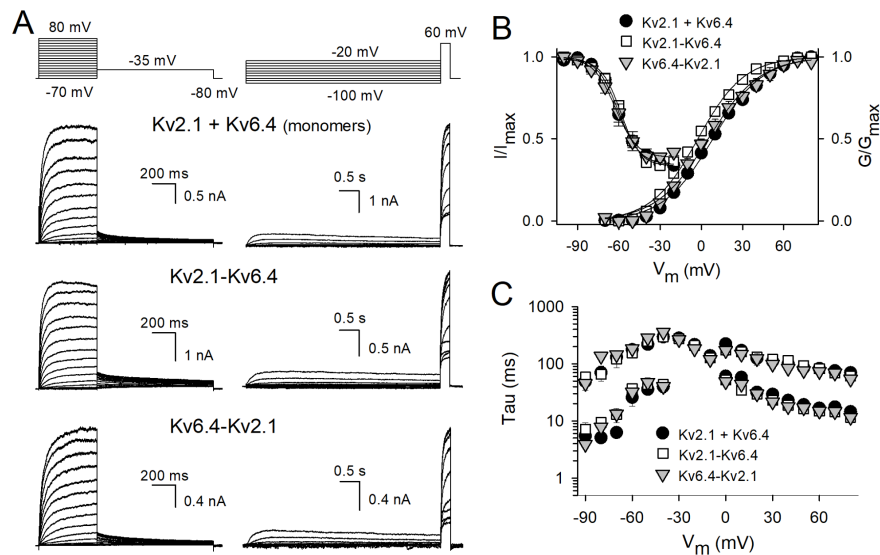 A
80 mV
-35 mV
-70 mV
-80 mV
60 mV
-20 mV
-100 mV
Kv2.1 + Kv6.4 (monomers)
200 ms
0.5 nA
0.5 s
1 nA
Kv2.1-Kv6.4
200 ms
1 nA
0.5 s
0.5 nA
Kv6.4-Kv2.1
200 ms
0.4 nA
0.5 s
0.4 nA
B
Kv2.1 + Kv6.4
Kv2.1-Kv6.4
Kv6.4-Kv2.1
I/Imax
1.0
0.5
0.0
G/Gmax
1.0
0.5
0.0
-90 -60 -30 0 30 60
Vm (mV)
C
Tau (ms)
1000
100
10
1
Kv2.1 + Kv6.4
Kv2.1-Kv6.4
Kv6.4-Kv2.1
-90 -60 -30 0 30 60
Vm (mV)